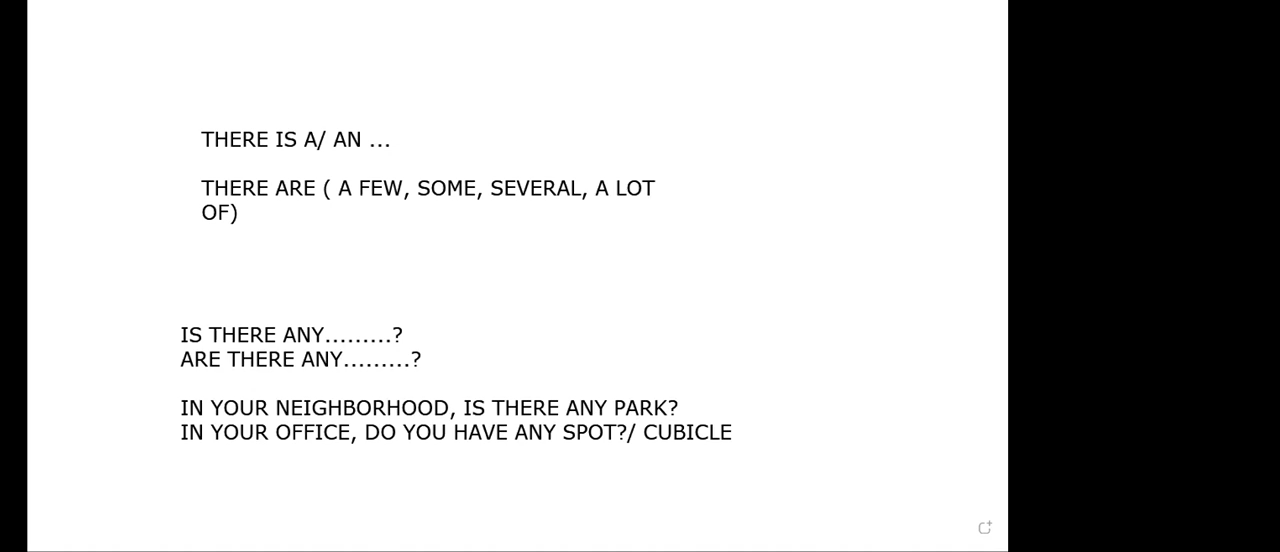 THERE IS A/ AN ...
THERE ARE ( A FEW, SOME, SEVERAL, A LOT
OF)
IS THERE ANY.........?
ARE THERE ANY.........?
IN YOUR NEIGHBORHOOD, IS THERE ANY PARK?
IN YOUR OFFICE, DO YOU HAVE ANY SPOT?/ CUBICLE